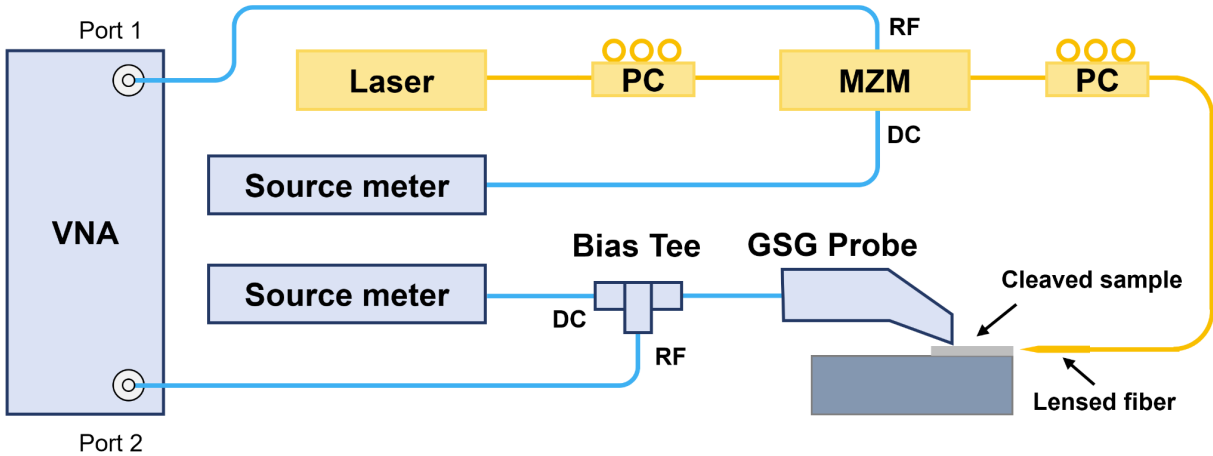 Port 1
RF
Laser
PC
MZM
PC
DC
Source meter
VNA
Bias Tee
GSG Probe
Source meter
Cleaved sample
DC
RF
Lensed fiber
Port 2